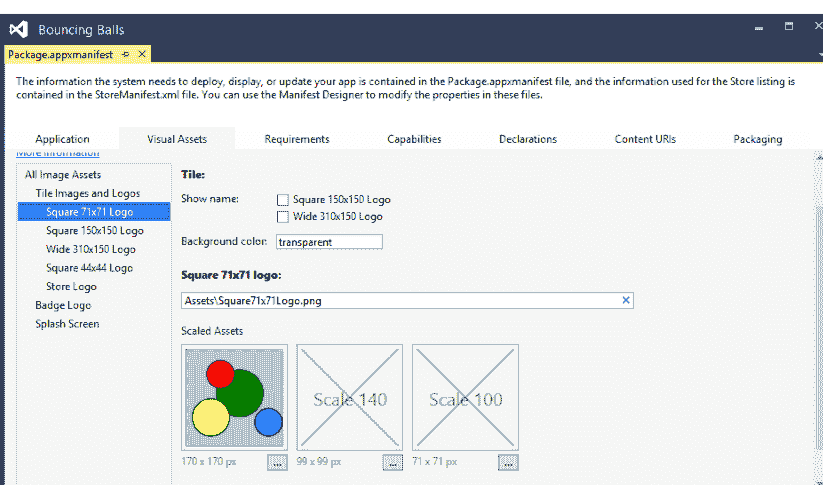 Bouncing Balls
Package.appxmanifest
The information the system needs to deploy, display, or update your app is contained in the Package.appxmanifest file, and the information used for the Store listing is
contained in the StoreManifest.xml file. You can use the Manifest Designer to modify the properties in these files.
Application Visual Assets Requirements Capabilities Declarations Content URIs Packaging
More information
All Image Assets
Tile Images and Logos
Square 71x71 Logo
Square 150x150 Logo
Wide 310x150 Logo
Square 44x44 Logo
Store Logo
Badge Logo
Splash Screen
Tile:
Show name:
Square 150x150 Logo
Wide 310x150 Logo
Background color: transparent
Square 71x71 logo:
Assets\Square71x71Logo.png
Scaled Assets
Scale 140
Scale 100
170 x 170 px ... 99 x 99 px ... 71 x 71 px ...